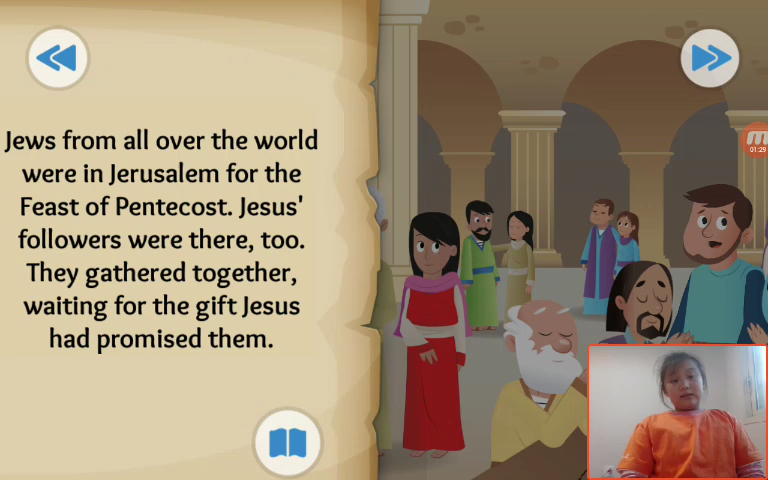 Jews from all over the world
were in Jerusalem for the
Feast of Pentecost. Jesus'
followers were there, too.
They gathered together,
waiting for the gift Jesus
had promised them.
01:29